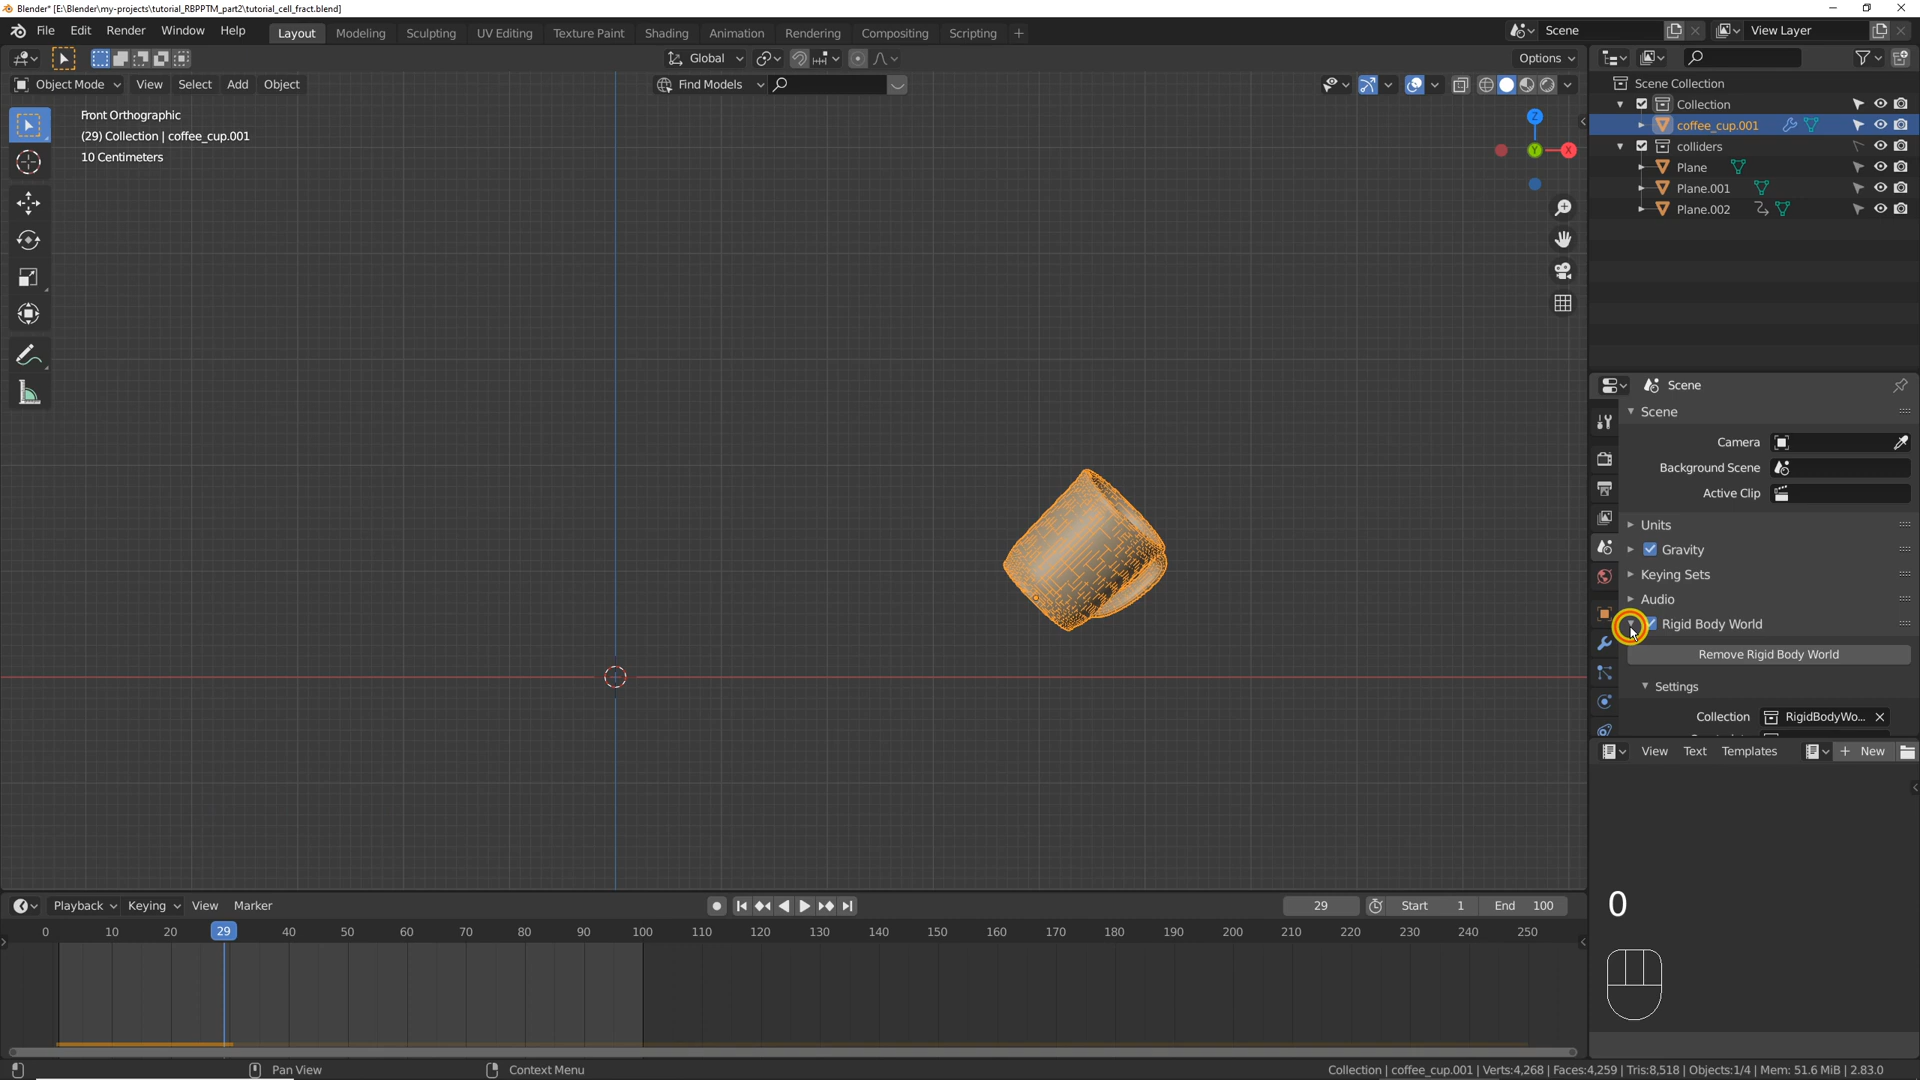 Blender* [E:\Blender\my-projects\tutorial_RBPPTM_part2\tutorial_cell_fract.blend]
File Edit Render Window Help Layout Modeling Sculpting UV Editing Texture Paint Shading Animation Rendering Compositing Scripting + Scene View Layer
Global Options
Object Mode View Select Add Object Find Models
Front Orthographic
(29) Collection | coffee_cup.001
10 Centimeters
Z
Y
X
Scene Collection
Collection
coffee_cup.001
colliders
Plane
Plane.001
Plane.002
Scene
Scene
Camera
Background Scene
Active Clip
Units
Gravity
Keying Sets
Audio
Rigid Body World
Remove Rigid Body World
Settings
Collection RigidBodyWo...
View Text Templates + New
0
Playback Keying View Marker 29 Start 1 End 100
0 10 20 29 40 50 60 70 80 90 100 110 120 130 140 150 160 170 180 190 200 210 220 230 240 250
Pan View Context Menu Collection | coffee_cup.001 | Verts:4,268 | Faces:4,259 | Tris:8,518 | Objects:1/4 | Mem: 51.6 MiB | 2.83.0